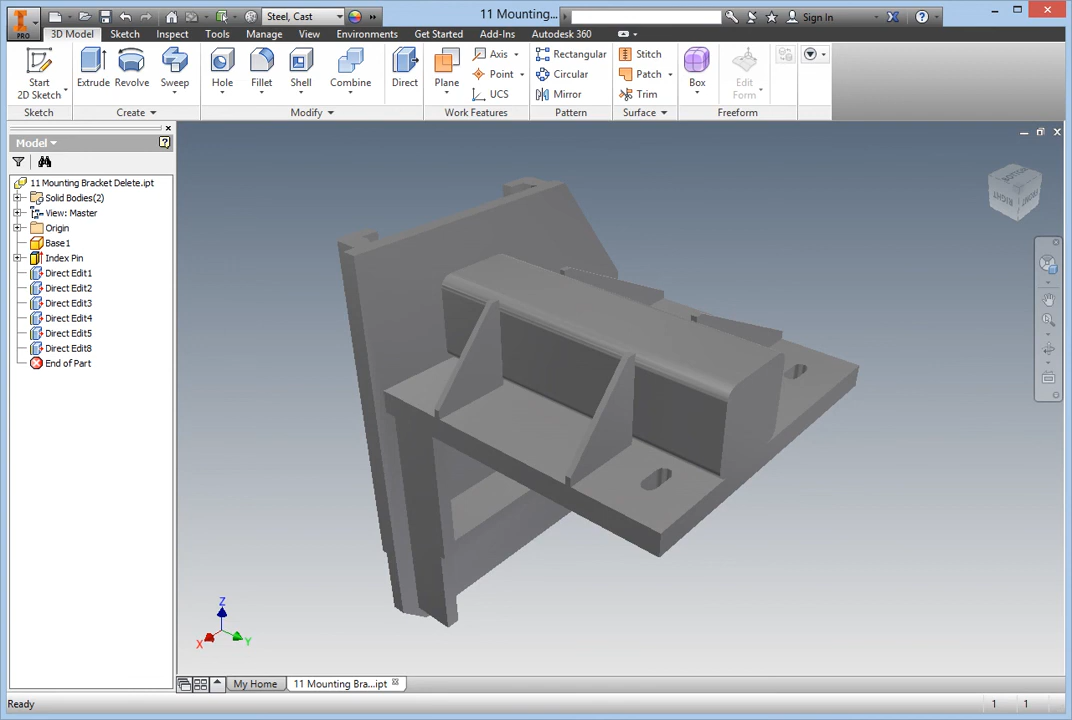 PRO
Steel, Cast
11 Mounting...
Sign In
3D Model Sketch Inspect Tools Manage View Environments Get Started Add-Ins Autodesk 360
Start
2D Sketch
Extrude Revolve Sweep
Hole Fillet Shell Combine Direct
Plane
Axis
Point
UCS
Rectangular
Circular
Mirror
Stitch
Patch
Trim
Box
Edit
Form
Sketch Create Modify Work Features Pattern Surface Freeform
Model
11 Mounting Bracket Delete.ipt
Solid Bodies(2)
View: Master
Origin
Base1
Index Pin
Direct Edit1
Direct Edit2
Direct Edit3
Direct Edit4
Direct Edit5
Direct Edit8
End of Part
RIGHT
Z
X
Y
My Home 11 Mounting Bra...ipt
Ready 1 1